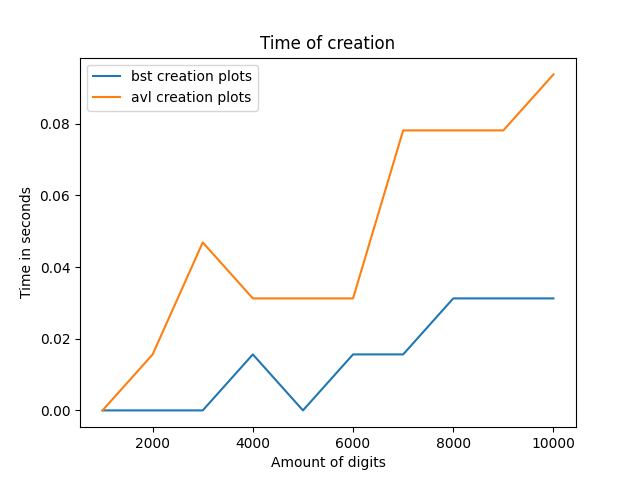 Time of creation
bst creation plots
avl creation plots
0.08
0.06
0.04
0.02
0.00
Time in seconds
2000 4000 6000 8000 10000
Amount of digits